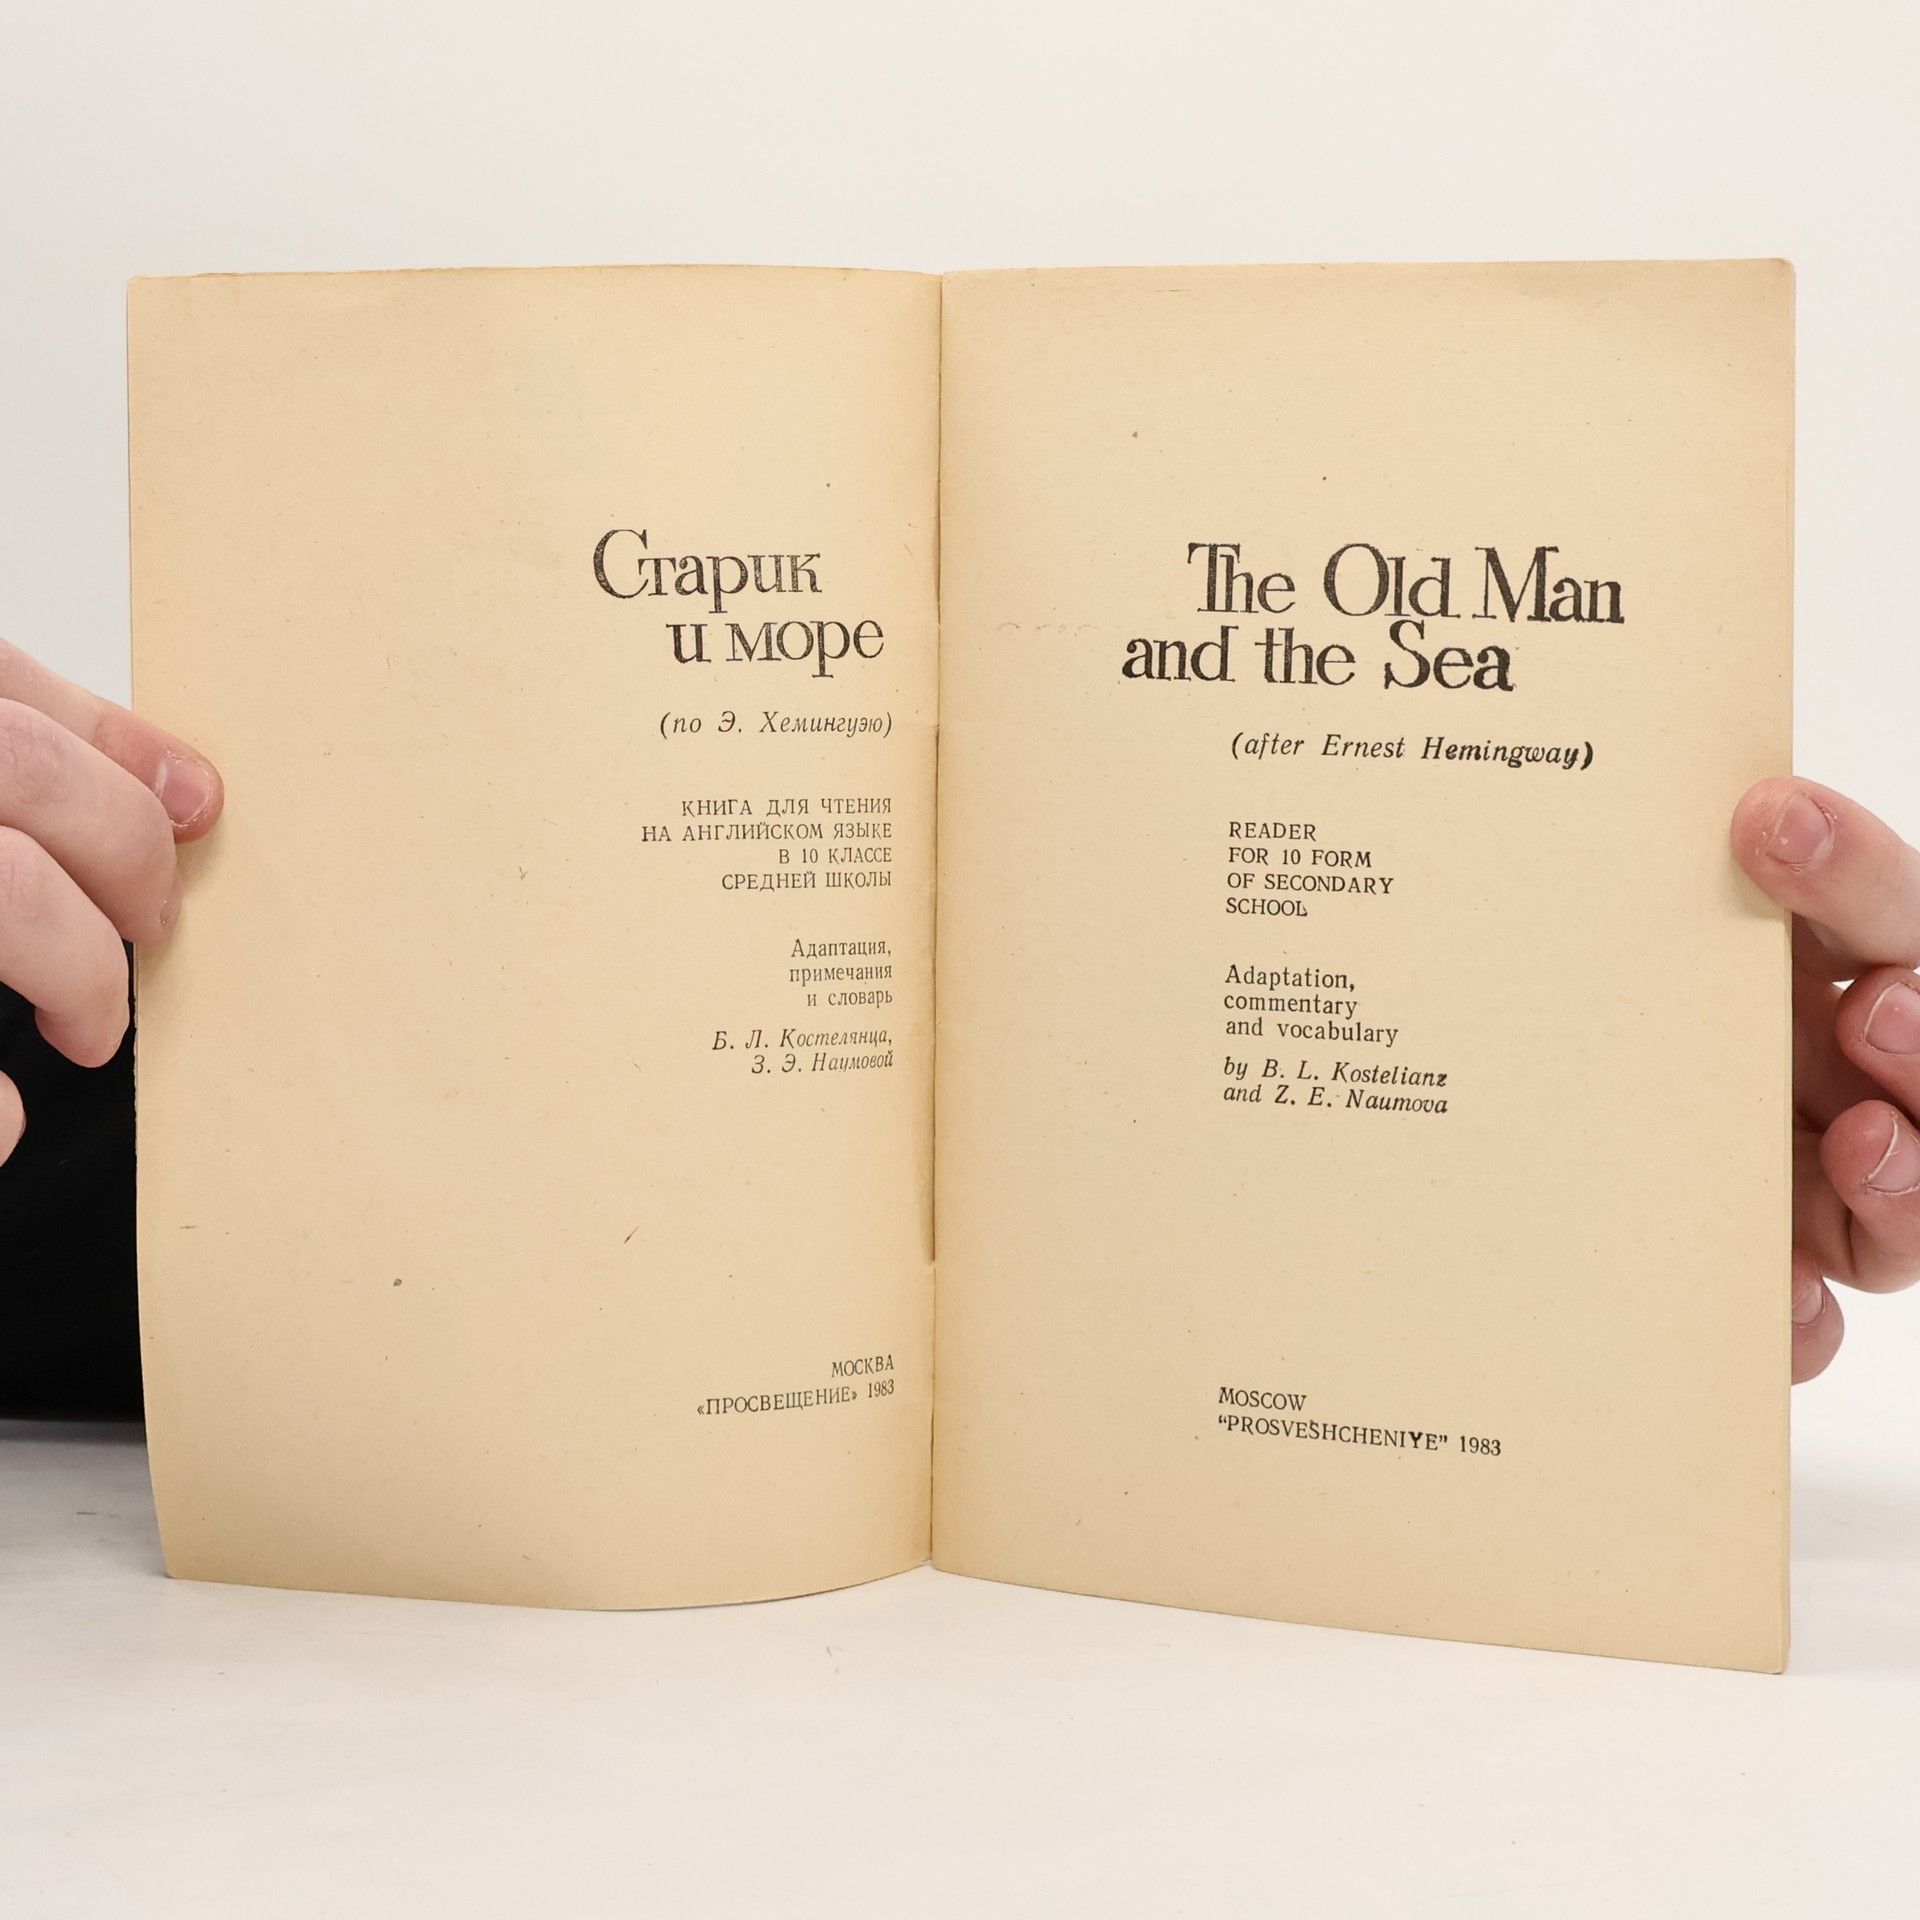 Старик
и море
(по Э. Хемингуэю)
КНИГА ДЛЯ ЧТЕНИЯ
НА АНГЛИЙСКОМ ЯЗЫКЕ
В 10 КЛАССЕ
СРЕДНЕЙ ШКОЛЫ
Адаптация,
примечания
и словарь
Б. Л. Костелянца,
З. Э. Наумовой
МОСКВА
«ПРОСВЕЩЕНИЕ» 1983
The Old Man
and the Sea
(after Ernest Hemingway)
READER
FOR 10 FORM
OF SECONDARY
SCHOOL
Adaptation,
commentary
and vocabulary
by B. L. Kostelianz
and Z. E. Naumova
MOSCOW
“PROSVESHCHENIYE” 1983